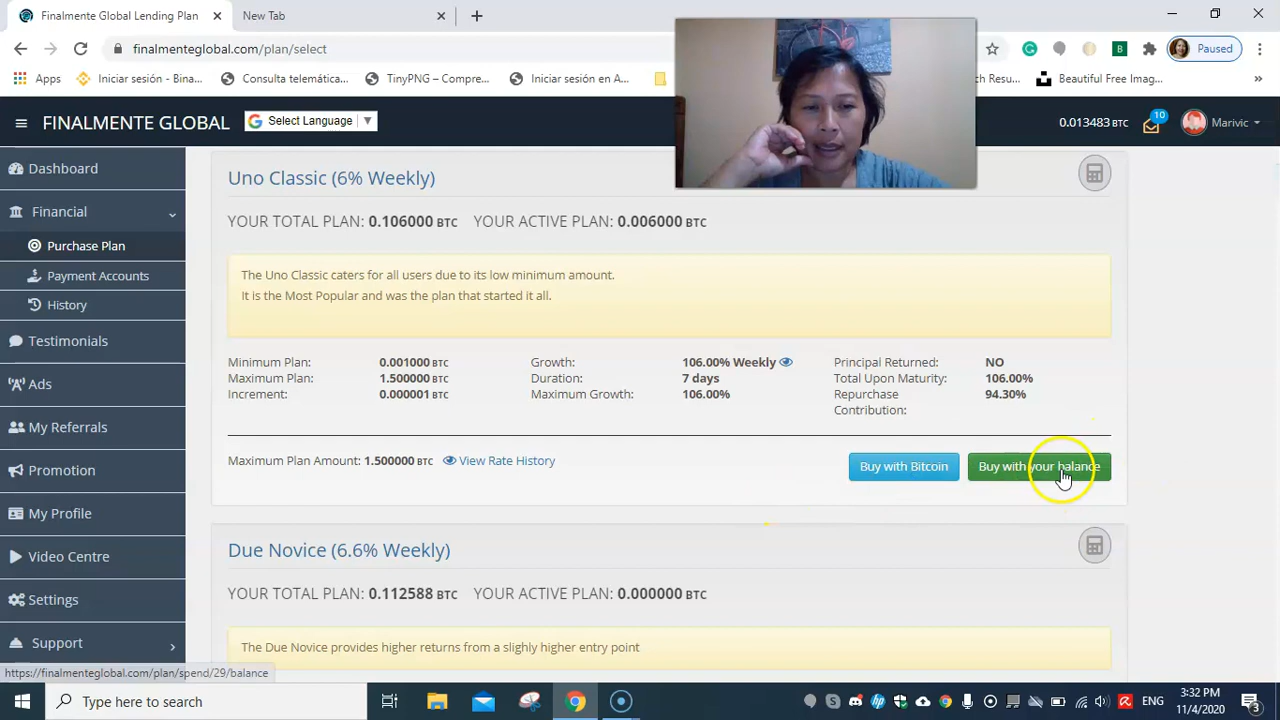 Finalmente Global Lending Plan
New Tab
finalmenteglobal.com/plan/select
Paused
Apps
Iniciar sesión - Bina...
Consulta telemátic...
TinyPNG – Compre...
Iniciar sesión en A...
ch Resu...
Beautiful Free Imag...
FINALMENTE GLOBAL
Select Language
0.013483 BTC
10
Marivic
Dashboard
Financial
Purchase Plan
Payment Accounts
History
Testimonials
Ads
My Referrals
Promotion
My Profile
Video Centre
Settings
Support
Uno Classic (6% Weekly)
YOUR TOTAL PLAN: 0.106000 BTC YOUR ACTIVE PLAN: 0.006000 BTC
The Uno Classic caters for all users due to its low minimum amount.
It is the Most Popular and was the plan that started it all.
Minimum Plan: 0.001000 BTC
Maximum Plan: 1.500000 BTC
Increment: 0.000001 BTC
Growth: 106.00% Weekly
Duration: 7 days
Maximum Growth: 106.00%
Principal Returned: NO
Total Upon Maturity: 106.00%
Repurchase 94.30%
Contribution:
Maximum Plan Amount: 1.500000 BTC View Rate History
Buy with Bitcoin
Buy with your balance
Due Novice (6.6% Weekly)
YOUR TOTAL PLAN: 0.112588 BTC YOUR ACTIVE PLAN: 0.000000 BTC
The Due Novice provides higher returns from a slighly higher entry point
https://finalmenteglobal.com/plan/spend/29/balance
Type here to search
ENG
3:32 PM
11/4/2020
3